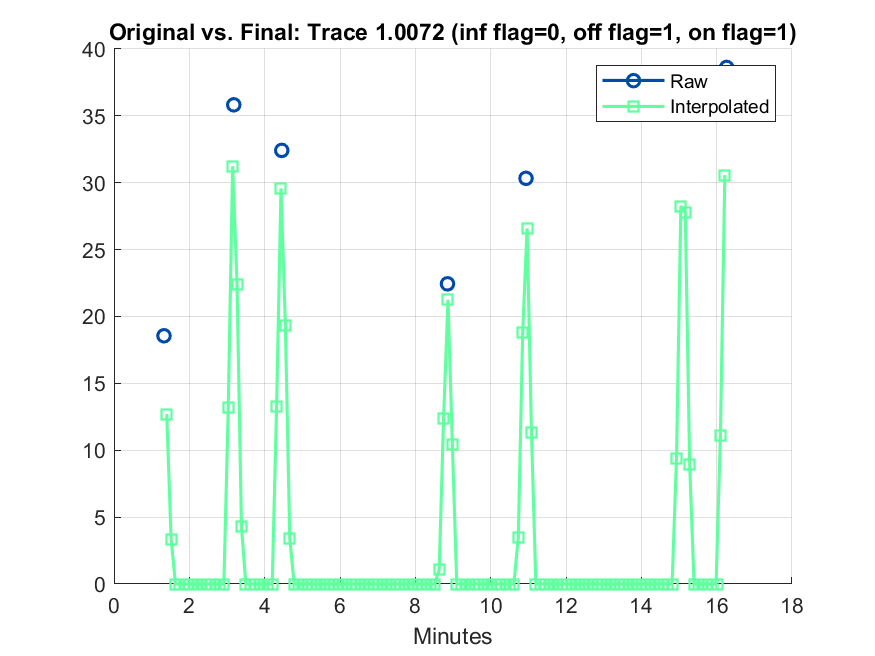 Original vs. Final: Trace 1.0072 (inf flag=0, off flag=1, on flag=1)
40
35
30
25
20
15
10
5
0
Raw
Interpolated
0 2 4 6 8 10 12 14 16 18
Minutes